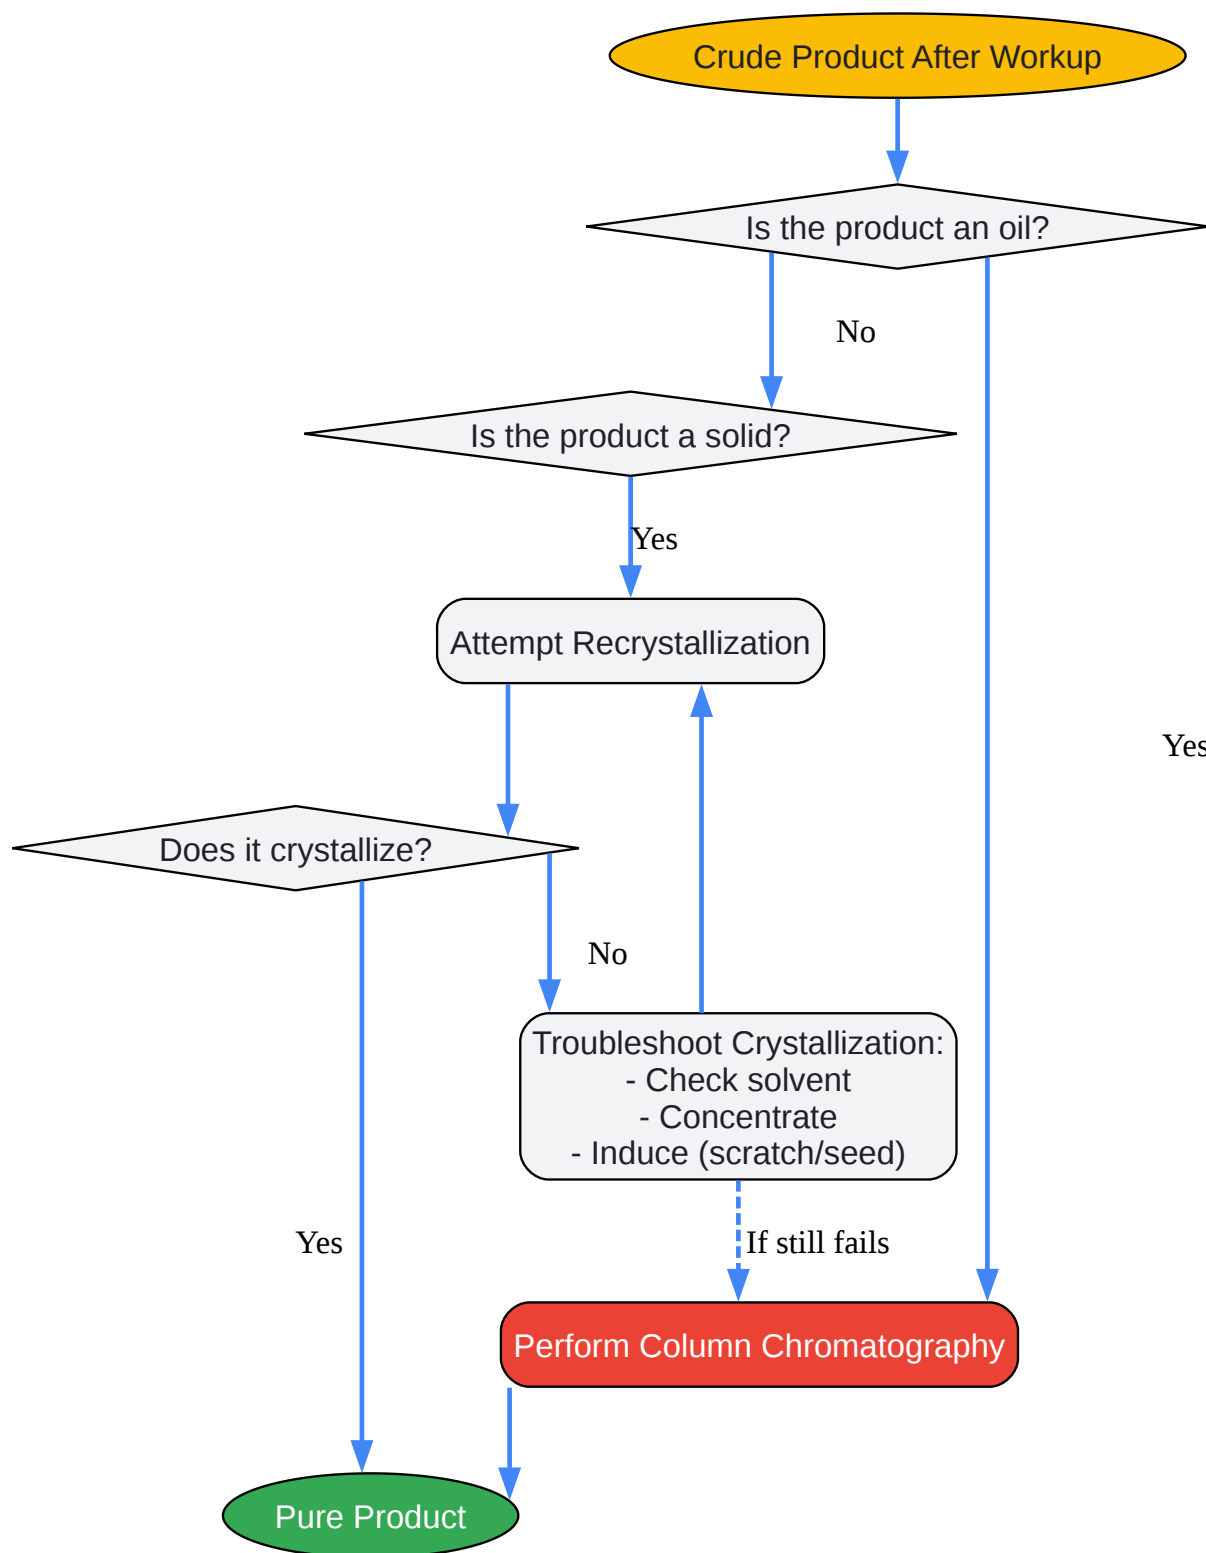 Crude Product After Workup
Is the product an oil?
No
Is the product a solid?
Yes
Attempt Recrystallization
Yes
Does it crystallize?
No
Troubleshoot Crystallization:
- Check solvent
- Concentrate
- Induce (scratch/seed)
Yes
If still fails
Perform Column Chromatography
Pure Product